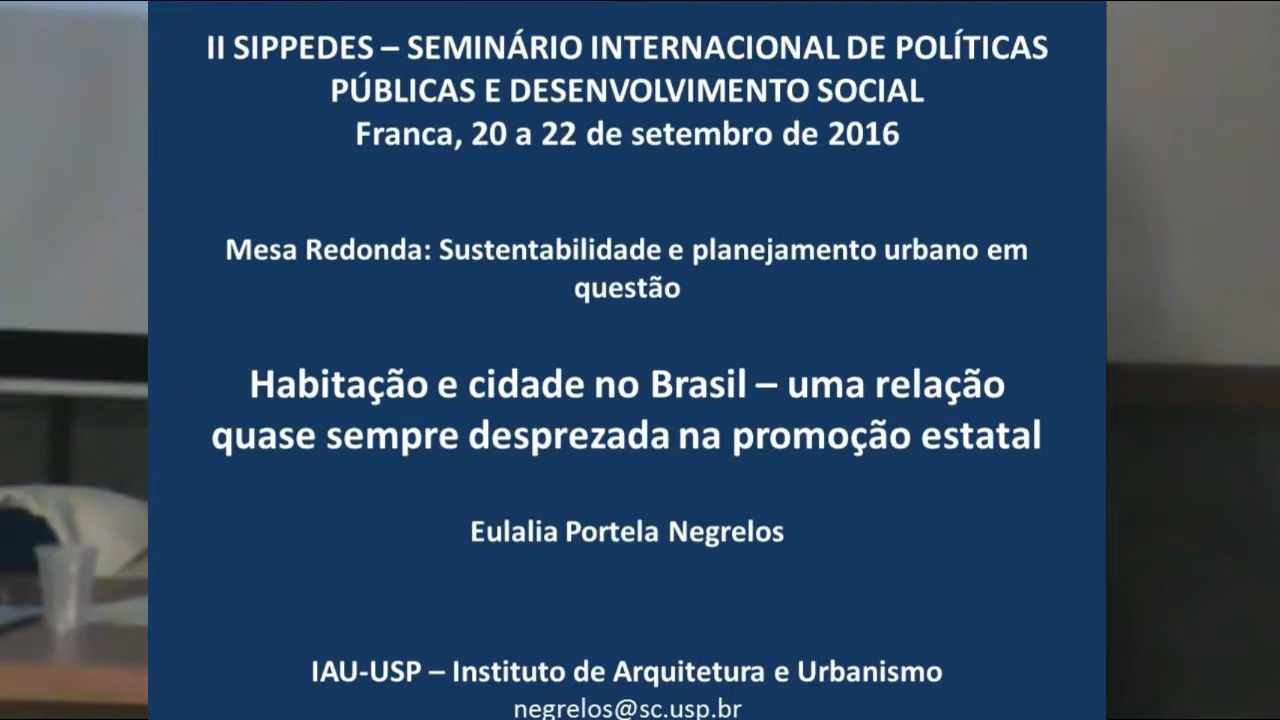 II SIPPEDES – SEMINÁRIO INTERNACIONAL DE POLÍTICAS
PÚBLICAS E DESENVOLVIMENTO SOCIAL
Franca, 20 a 22 de setembro de 2016
Mesa Redonda: Sustentabilidade e planejamento urbano em
questão
Habitação e cidade no Brasil – uma relação
quase sempre desprezada na promoção estatal
Eulalia Portela Negrelos
IAU-USP – Instituto de Arquitetura e Urbanismo
negrelos@sc.usp.br